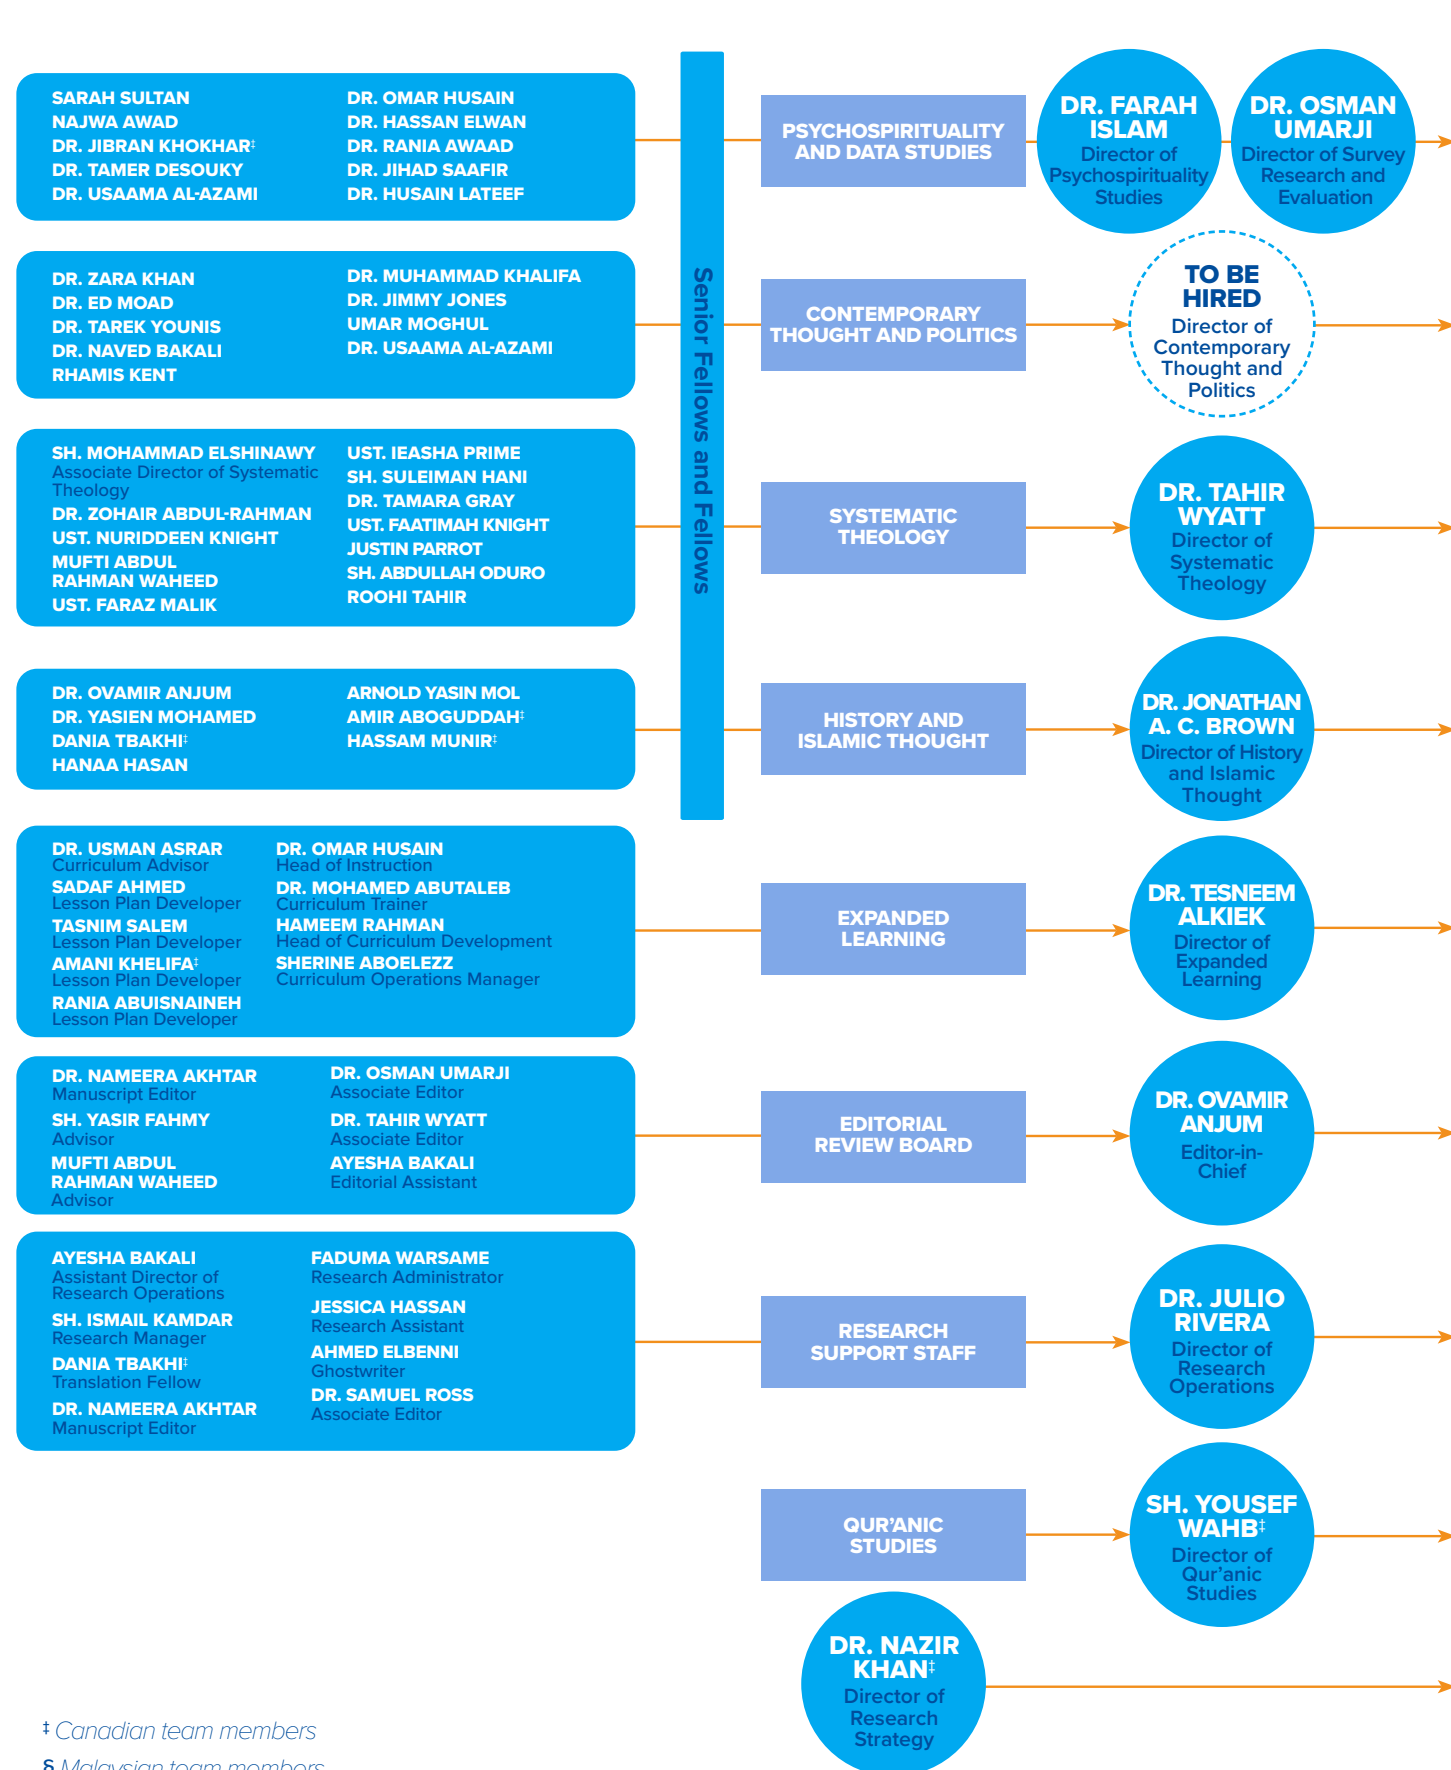 SARAH SULTAN
NAJWA AWAD
DR. JIBRAN KHOKHAR‡
DR. TAMER DESOUKY
DR. USAAMA AL-AZAMI
DR. OMAR HUSAIN
DR. HASSAN ELWAN
DR. RANIA AWAAD
DR. JIHAD SAAFIR
DR. HUSAIN LATEEF
PSYCHOSPIRITUALITY
AND DATA STUDIES
DR. FARAH
ISLAM
Director of
Psychospirituality
Studies
DR. OSMAN
UMARJI
Director of Survey
Research and
Evaluation
Senior Fellows and Fellows
DR. ZARA KHAN
DR. ED MOAD
DR. TAREK YOUNIS
DR. NAVED BAKALI
RHAMIS KENT
DR. MUHAMMAD KHALIFA
DR. JIMMY JONES
UMAR MOGHUL
DR. USAAMA AL-AZAMI
CONTEMPORARY
THOUGHT AND POLITICS
TO BE
HIRED
Director of
Contemporary
Thought and
Politics
SH. MOHAMMAD ELSHINAWY
Associate Director of Systematic
Theology
DR. ZOHAIR ABDUL-RAHMAN
UST. NURIDDEEN KNIGHT
MUFTI ABDUL
RAHMAN WAHEED
UST. FARAZ MALIK
UST. IEASHA PRIME
SH. SULEIMAN HANI
DR. TAMARA GRAY
UST. FAATIMAH KNIGHT
JUSTIN PARROT
SH. ABDULLAH ODURO
ROOHI TAHIR
SYSTEMATIC
THEOLOGY
DR. TAHIR
WYATT
Director of
Systematic
Theology
DR. OVAMIR ANJUM
DR. YASIEN MOHAMED
DANIA TBAKHI‡
HANAA HASAN
ARNOLD YASIN MOL
AMIR ABOGUDDAH‡
HASSAM MUNIR‡
HISTORY AND
ISLAMIC THOUGHT
DR. JONATHAN
A. C. BROWN
Director of History
and Islamic
Thought
DR. USMAN ASRAR
Curriculum Advisor
SADAF AHMED
Lesson Plan Developer
TASNIM SALEM
Lesson Plan Developer
AMANI KHELIFA‡
Lesson Plan Developer
RANIA ABUISNAINEH
Lesson Plan Developer
DR. OMAR HUSAIN
Head of Instruction
DR. MOHAMED ABUTALEB
Curriculum Trainer
HAMEEM RAHMAN
Head of Curriculum Development
SHERINE ABOELEZZ
Curriculum Operations Manager
EXPANDED
LEARNING
DR. TESNEEM
ALKIEK
Director of
Expanded
Learning
DR. NAMEERA AKHTAR
Manuscript Editor
SH. YASIR FAHMY
Advisor
MUFTI ABDUL
RAHMAN WAHEED
Advisor
DR. OSMAN UMARJI
Associate Editor
DR. TAHIR WYATT
Associate Editor
AYESHA BAKALI
Editorial Assistant
EDITORIAL
REVIEW BOARD
DR. OVAMIR
ANJUM
Editor-in-
Chief
AYESHA BAKALI
Assistant Director of
Research Operations
SH. ISMAIL KAMDAR
Research Manager
DANIA TBAKHI‡
Translation Fellow
DR. NAMEERA AKHTAR
Manuscript Editor
FADUMA WARSAME
Research Administrator
JESSICA HASSAN
Research Assistant
AHMED ELBENNI
Ghostwriter
DR. SAMUEL ROSS
Associate Editor
RESEARCH
SUPPORT STAFF
DR. JULIO
RIVERA
Director of
Research
Operations
QUR’ANIC
STUDIES
SH. YOUSEF
WAHB‡
Director of
Qur’anic
Studies
DR. NAZIR
KHAN‡
Director of
Research
Strategy
‡ Canadian team members
§ Malaysian team members